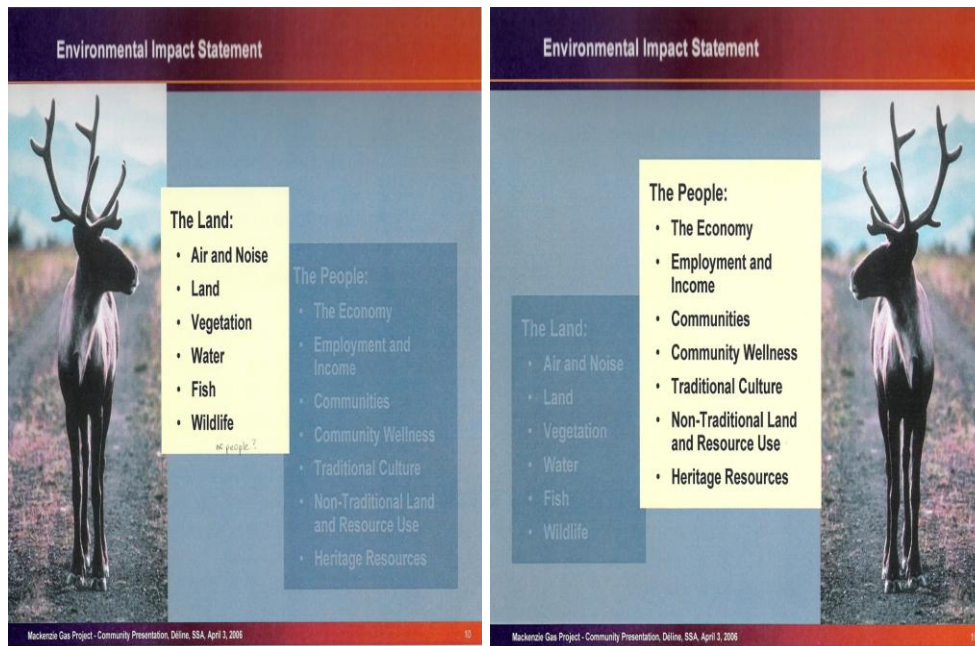 Environmental Impact Statement
The Land:
• Air and Noise
• Land
• Vegetation
• Water
• Fish
• Wildlife
people?
The People:
• The Economy
• Employment and
Income
• Communities
• Community Wellness
• Traditional Culture
• Non-Traditional Land
and Resource Use
• Heritage Resources
Mackenzie Gas Project - Community Presentation, Déline, SSA, April 3, 2006
10
Environmental Impact Statement
The Land:
• Air and Noise
• Land
• Vegetation
• Water
• Fish
• Wildlife
The People:
• The Economy
• Employment and
Income
• Communities
• Community Wellness
• Traditional Culture
• Non-Traditional Land
and Resource Use
• Heritage Resources
Mackenzie Gas Project - Community Presentation, Déline, SSA, April 3, 2006